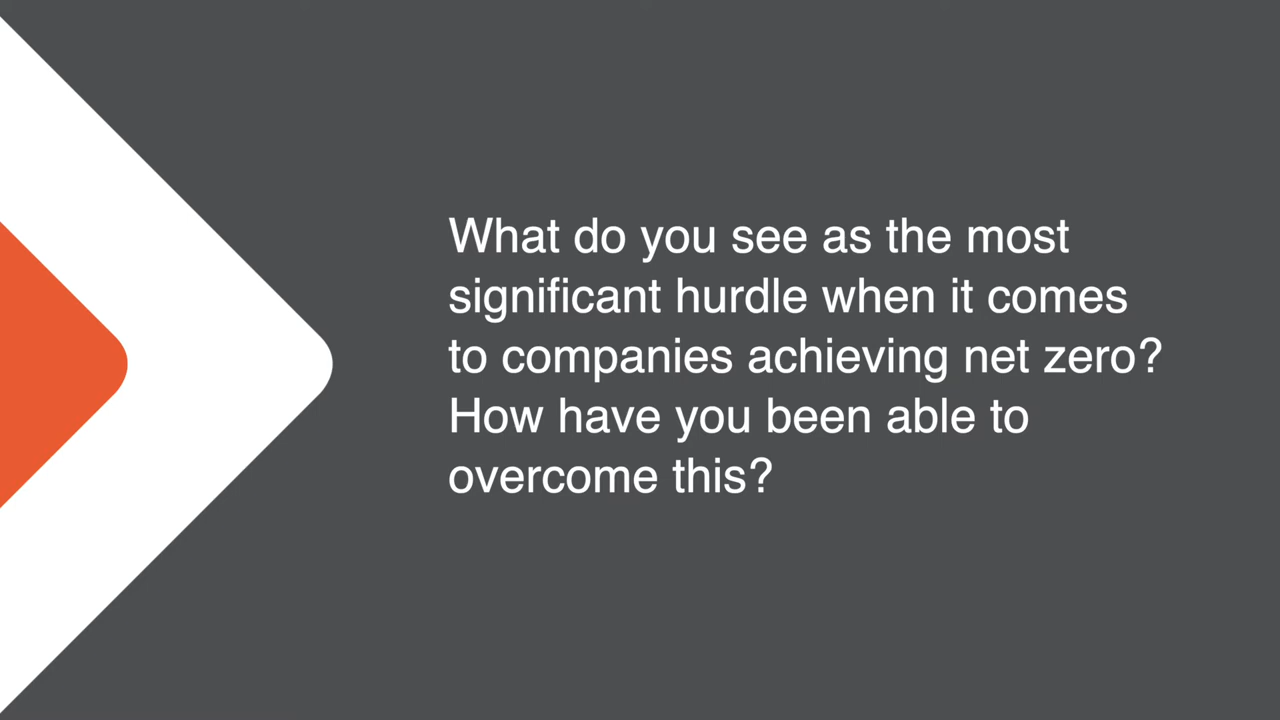 What do you see as the most
significant hurdle when it comes
to companies achieving net zero?
How have you been able to
overcome this?